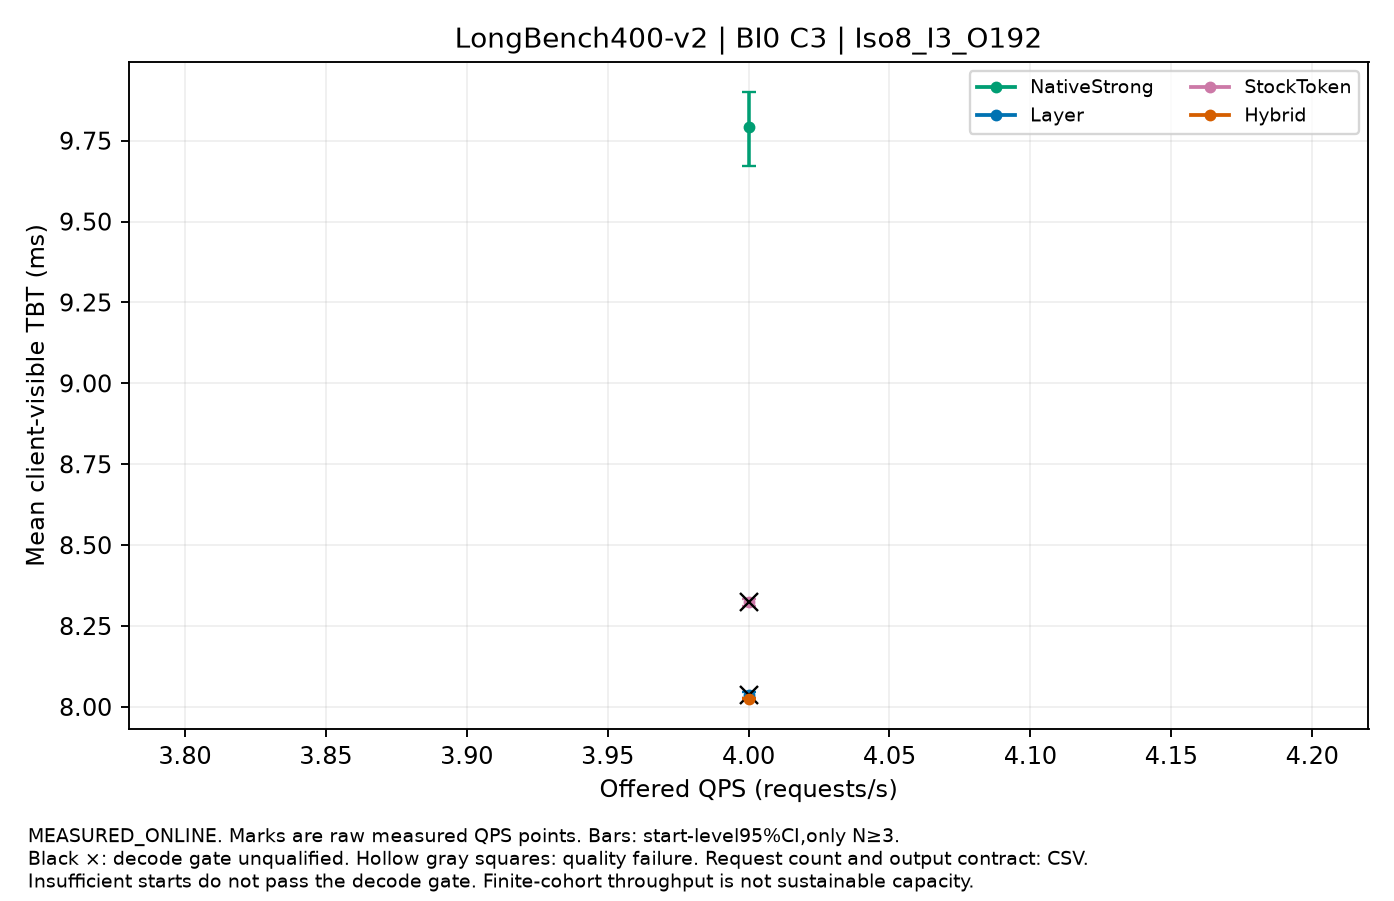 LongBench400-v2 | BI0 C3 | Iso8_I3_O192
NativeStrong
Layer
StockToken
Hybrid
Mean client-visible TBT (ms)
9.75
9.50
9.25
9.00
8.75
8.50
8.25
8.00
3.80 3.85 3.90 3.95 4.00 4.05 4.10 4.15 4.20
Offered QPS (requests/s)
MEASURED_ONLINE. Marks are raw measured QPS points. Bars: start-level95%CI,only N≥3.
Black ×: decode gate unqualified. Hollow gray squares: quality failure. Request count and output contract: CSV.
Insufficient starts do not pass the decode gate. Finite-cohort throughput is not sustainable capacity.